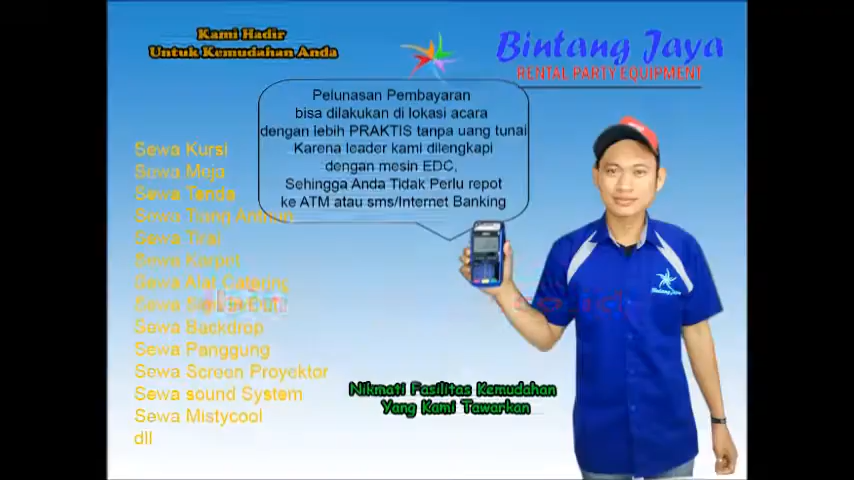 Kami Hadir
Untuk Kemudahan Anda
Bintang Jaya
RENTAL PARTY EQUIPMENT
Pelunasan Pembayaran
bisa dilakukan di lokasi acara
dengan lebih PRAKTIS tanpa uang tunai
Karena leader kami dilengkapi
dengan mesin EDC,
Sehingga Anda Tidak Perlu repot
ke ATM atau sms/Internet Banking
Sewa Kursi
Sewa Meja
Sewa Tenda
Sewa Tiang Antrian
Sewa Tirai
Sewa Karpet
Sewa Alat Catering
Sewa
Sewa Backdrop
Sewa Panggung
Sewa Screen Proyektor
Sewa sound System
Sewa Mistycool
dll
Nikmati Fasilitas Kemudahan
Yang Kami Tawarkan
Bintang Jaya